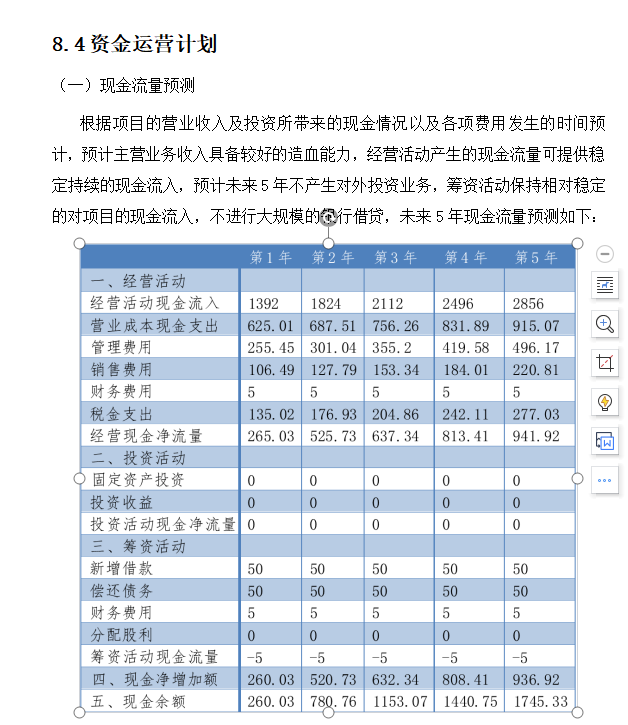 8.4资金运营计划
（一）现金流量预测
根据项目的营业收入及投资所带来的现金情况以及各项费用发生的时间预
计，预计主营业务收入具备较好的造血能力，经营活动产生的现金流量可提供稳
定持续的现金流入，预计未来5年不产生对外投资业务，筹资活动保持相对稳定
的对项目的现金流入，不进行大规模的行借贷，未来5年现金流量预测如下：
第1年 第2年 第3年 第4年 第5年
一、经营活动
经营活动现金流入 1392 1824 2112 2496 2856
营业成本现金支出 625.01 687.51 756.26 831.89 915.07
管理费用 255.45 301.04 355.2 419.58 496.17
销售费用 106.49 127.79 153.34 184.01 220.81
财务费用 5 5 5 5 5
税金支出 135.02 176.93 204.86 242.11 277.03
经营现金净流量 265.03 525.73 637.34 813.41 941.92
二、投资活动
固定资产投资 0 0 0 0 0
投资收益 0 0 0 0 0
投资活动现金净流量 0 0 0 0 0
三、筹资活动
新增借款 50 50 50 50 50
偿还债务 50 50 50 50 50
财务费用 5 5 5 5 5
分配股利 0 0 0 0 0
筹资活动现金流量 -5 -5 -5 -5 -5
四、现金净增加额 260.03 520.73 632.34 808.41 936.92
五、现金余额 260.03 780.76 1153.07 1440.75 1745.33